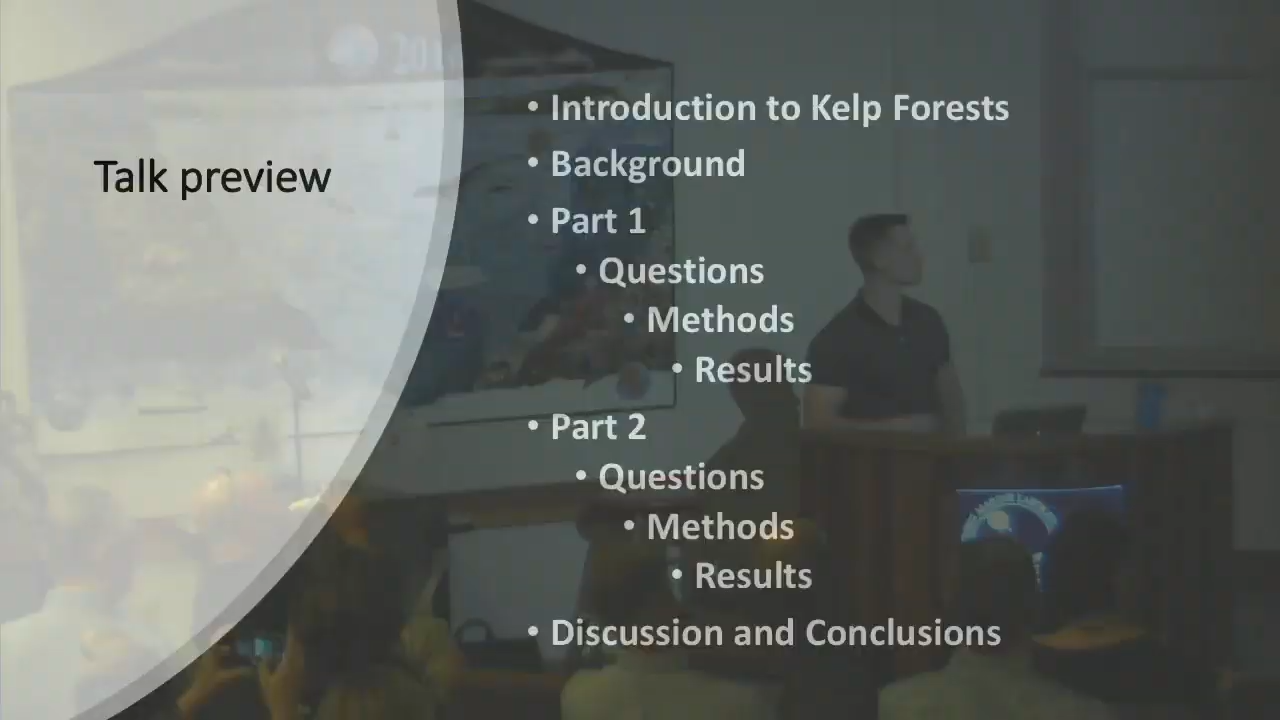 Talk preview
• Introduction to Kelp Forests
• Background
• Part 1
• Questions
• Methods
• Results
• Part 2
• Questions
• Methods
• Results
• Discussion and Conclusions